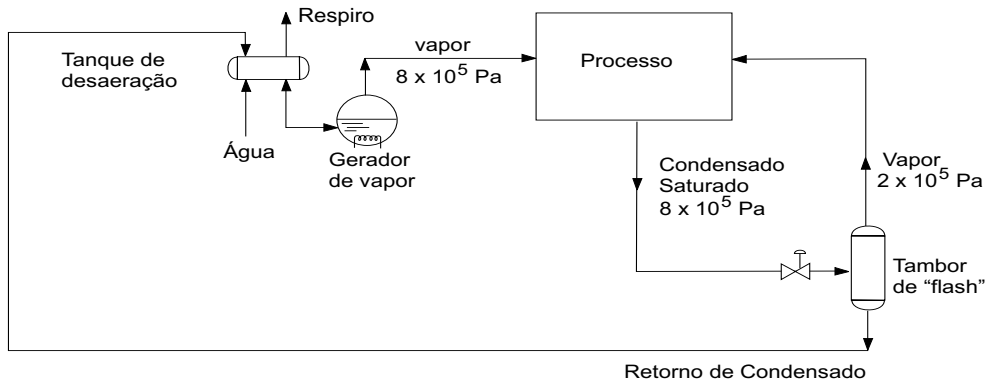 Respiro
Tanque de
desaeração
vapor
8 x 10⁵ Pa
Processo
Água
Gerador
de vapor
Condensado
Saturado
8 x 10⁵ Pa
Vapor
2 x 10⁵ Pa
Tambor
de “flash”
Retorno de Condensado